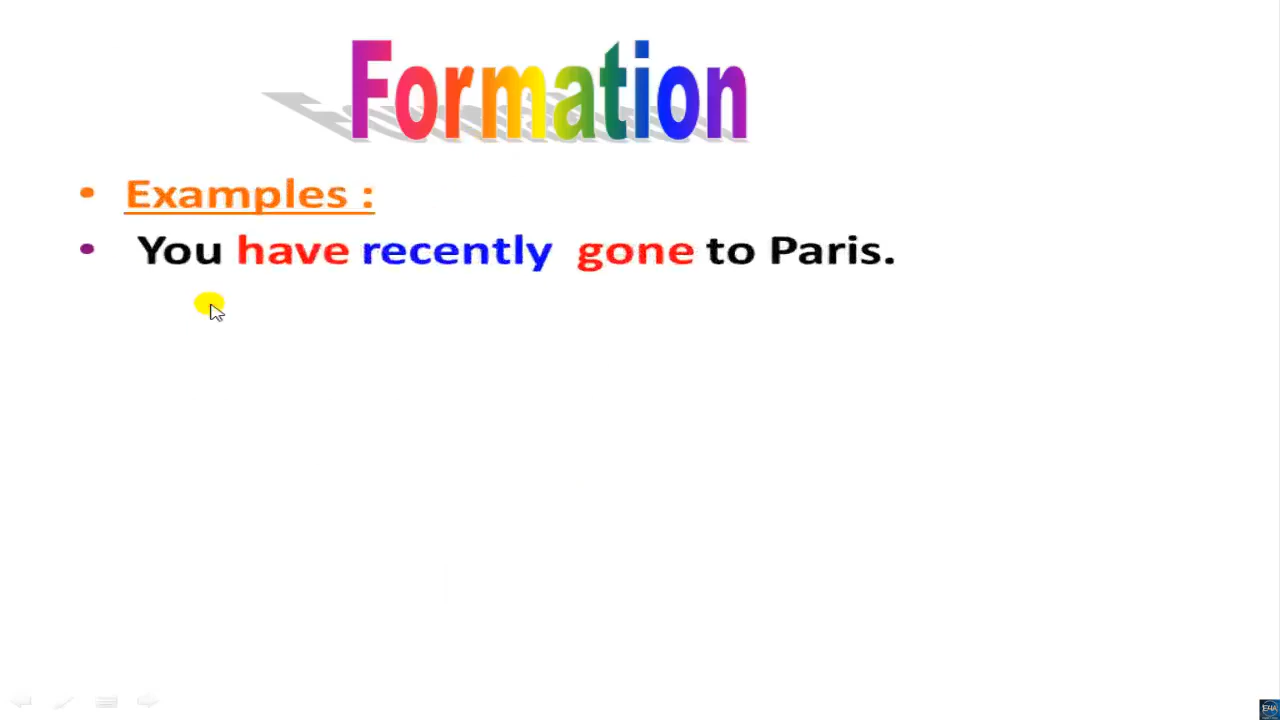 Formation
• Examples :
• You have recently gone to Paris.